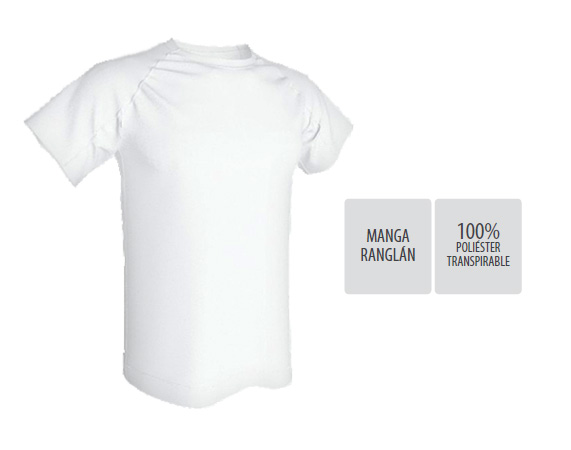 MANGA
RANGLÁN
100%
POLIÉSTER
TRANSPIRABLE